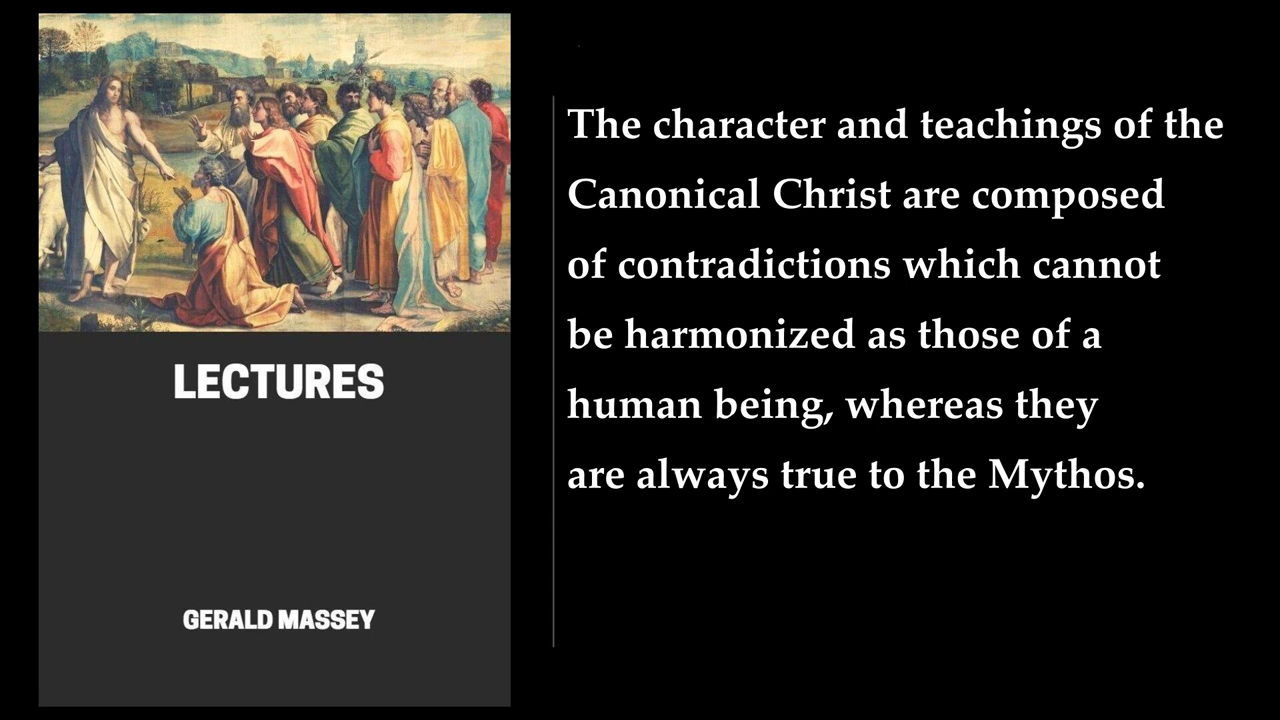 LECTURES
GERALD MASSEY
The character and teachings of the
Canonical Christ are composed
of contradictions which cannot
be harmonized as those of a
human being, whereas they
are always true to the Mythos.